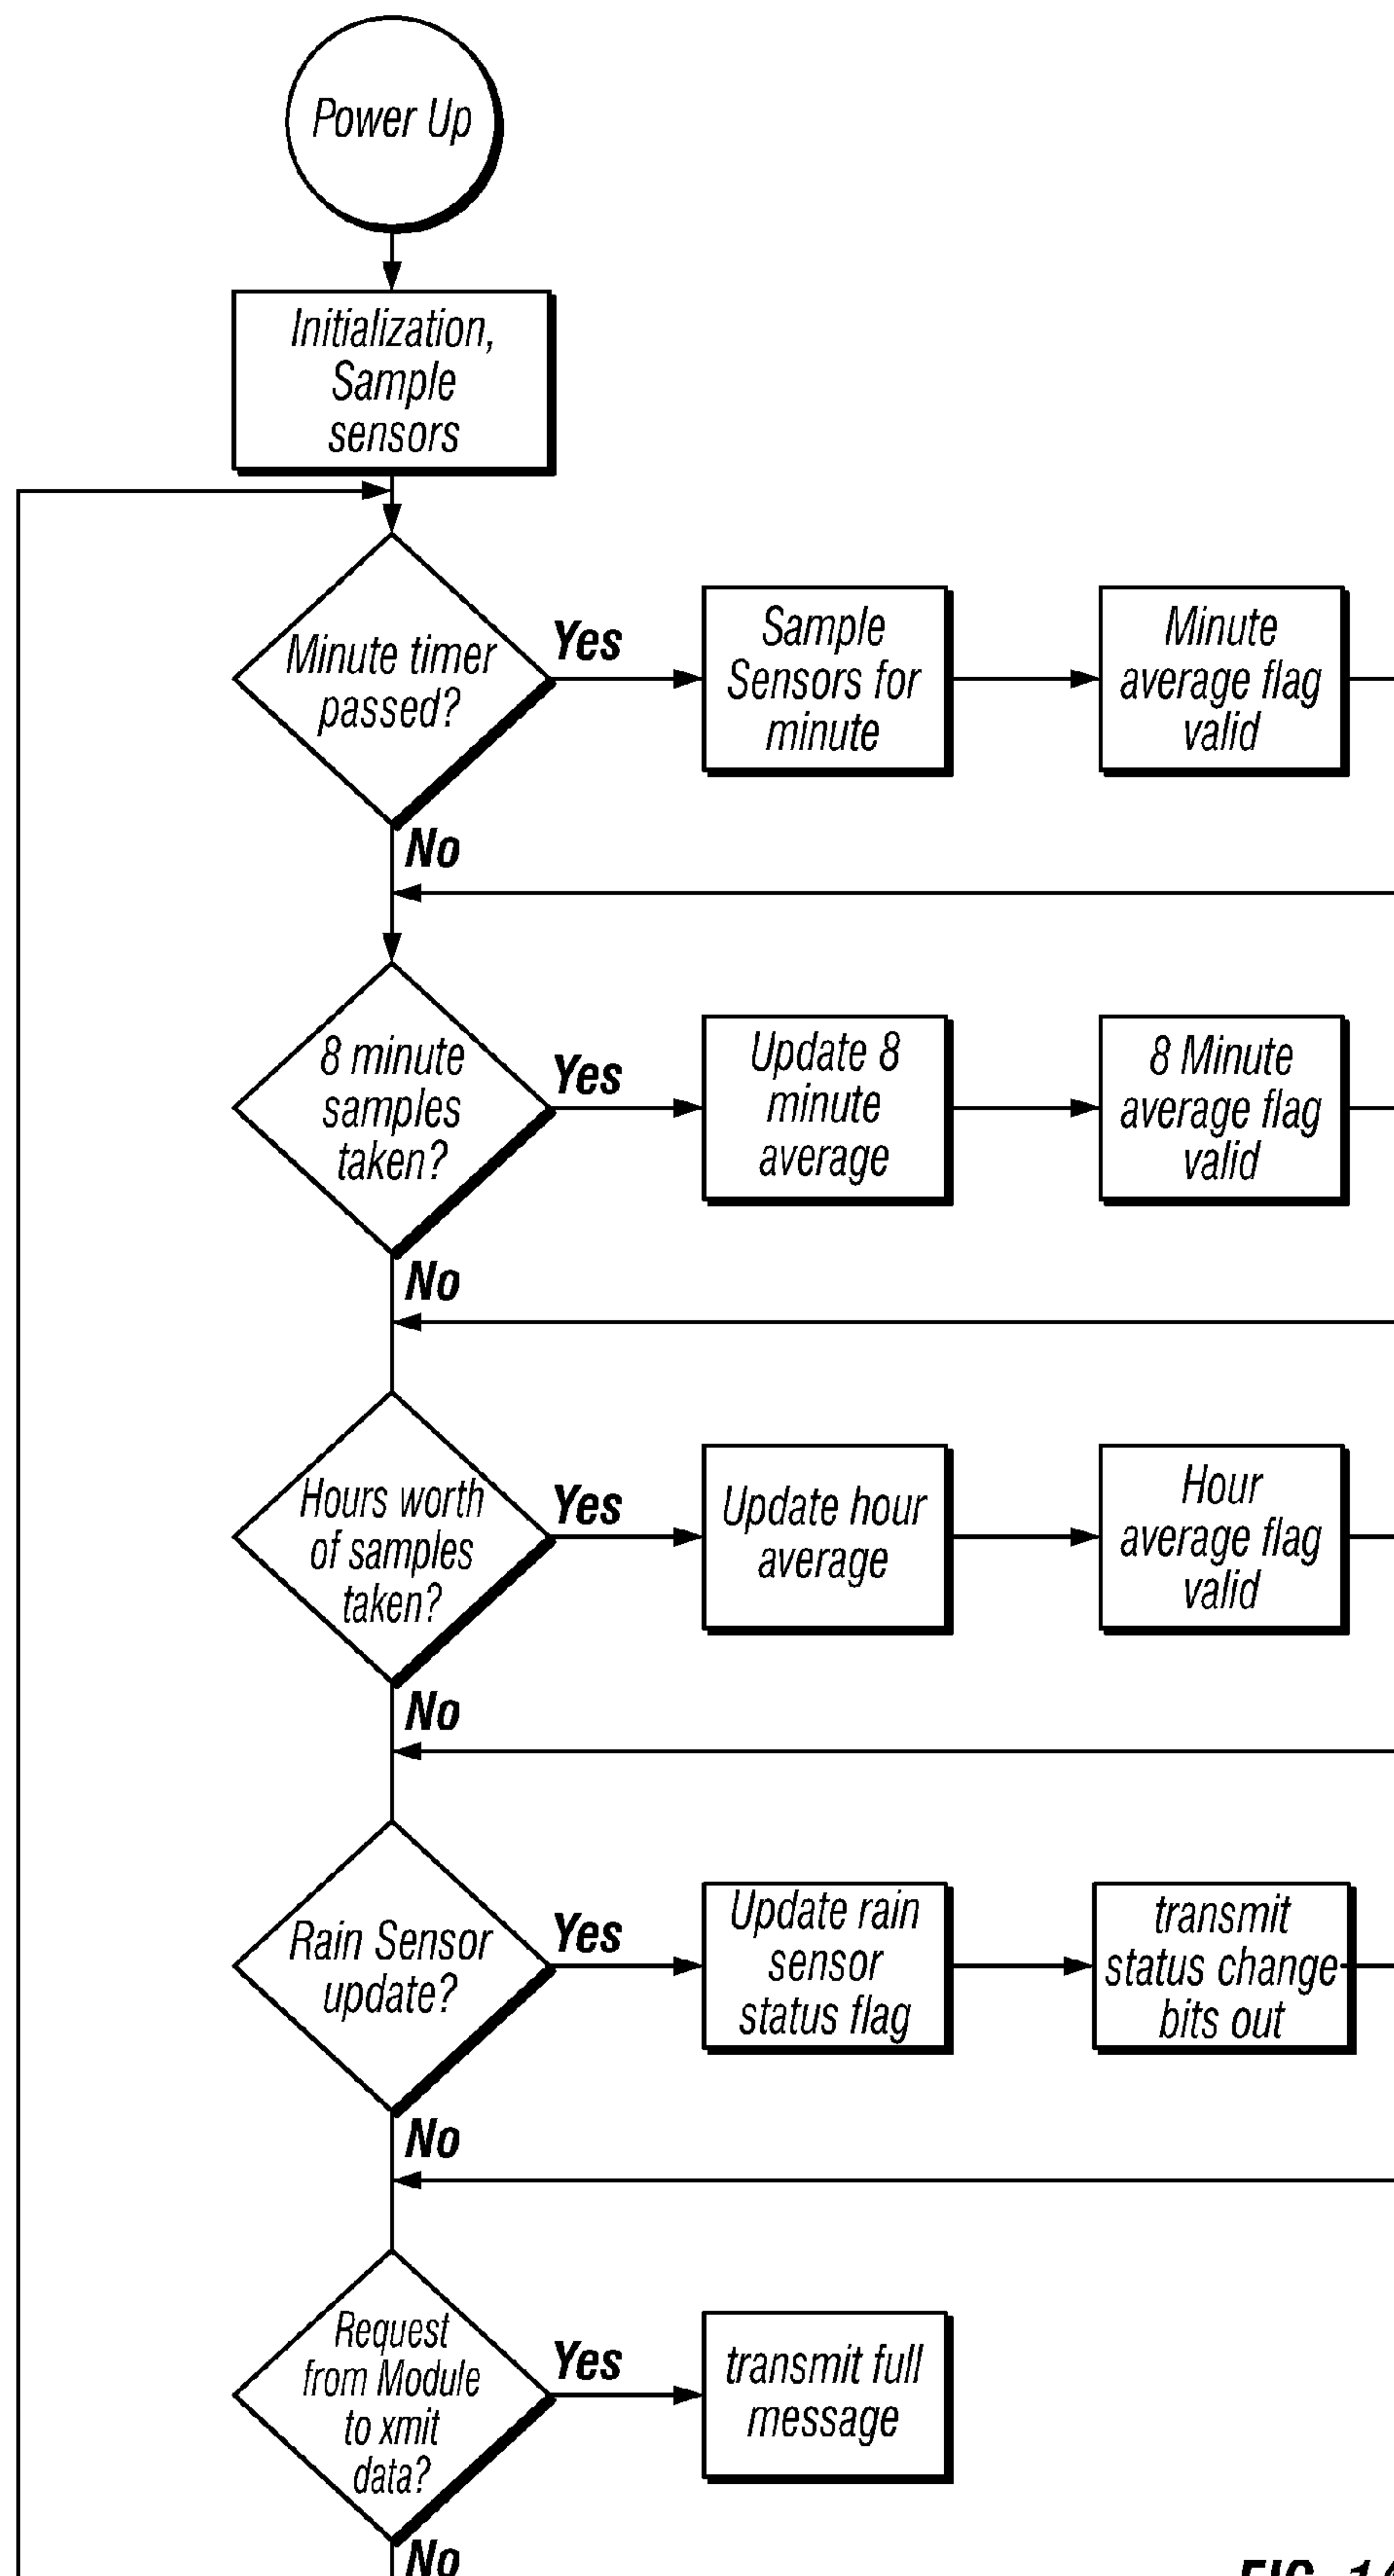 Power Up
Initialization,
Sample
sensors
Minute timer
passed?
Yes
Sample
Sensors for
minute
Minute
average flag
valid
No
8 minute
samples
taken?
Yes
Update 8
minute
average
8 Minute
average flag
valid
No
Hours worth
of samples
taken?
Yes
Update hour
average
Hour
average flag
valid
No
Rain Sensor
update?
Yes
Update rain
sensor
status flag
transmit
status change
bits out
No
Request
from Module
to xmit
data?
Yes
transmit full
message
No